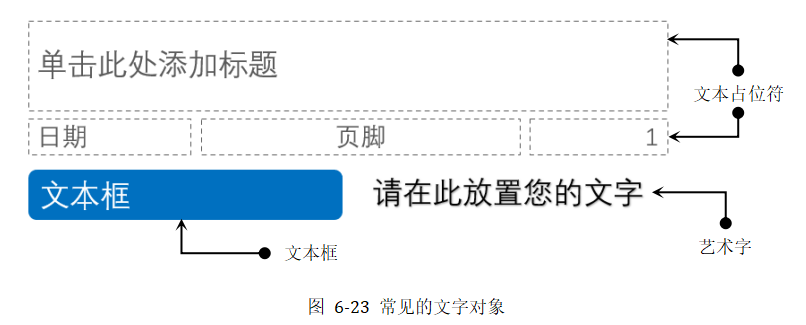 单击此处添加标题
文本占位符
日期 页脚 1
文本框 请在此放置您的文字
文本框 艺术字
图 6-23 常见的文字对象